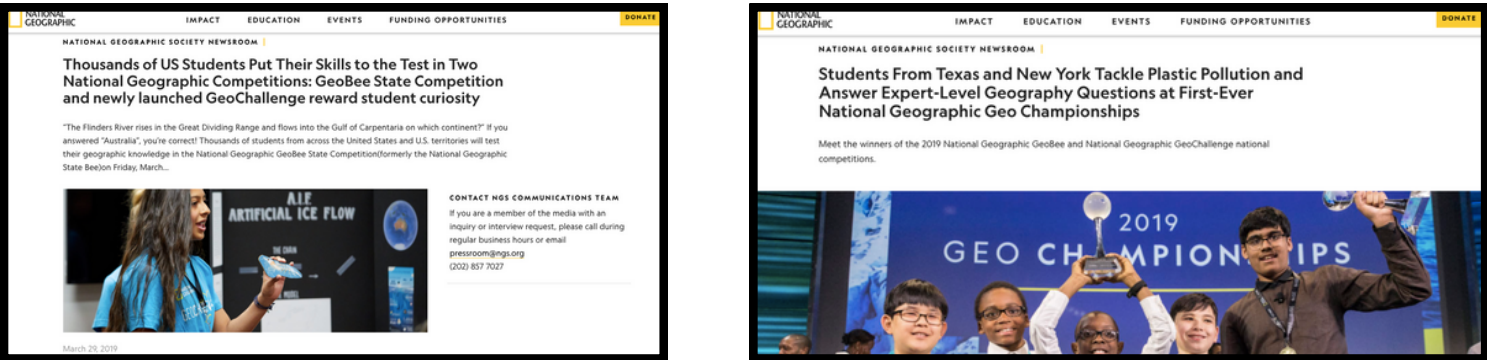 NATIONAL
GEOGRAPHIC
IMPACT EDUCATION EVENTS FUNDING OPPORTUNITIES
DONATE
NATIONAL GEOGRAPHIC SOCIETY NEWSROOM
Thousands of US Students Put Their Skills to the Test in Two
National Geographic Competitions: GeoBee State Competition
and newly launched GeoChallenge reward student curiosity
"The Flinders River rises in the Great Dividing Range and flows into the Gulf of Carpentaria on which continent?" If you
answered "Australia", you're correct! Thousands of students from across the United States and U.S. territories will test
their geographic knowledge in the National Geographic GeoBee State Competition(formerly the National Geographic
State Bee)on Friday, March...
A.I.F
ARTIFICIAL ICE FLOW
MODEL
CONTACT NGS COMMUNICATIONS TEAM
If you are a member of the media with an
inquiry or interview request, please call during
regular business hours or email
pressroom@ngs.org
(202) 857 7027
March 29, 2019
NATIONAL
GEOGRAPHIC
IMPACT EDUCATION EVENTS FUNDING OPPORTUNITIES
DONATE
NATIONAL GEOGRAPHIC SOCIETY NEWSROOM
Students From Texas and New York Tackle Plastic Pollution and
Answer Expert-Level Geography Questions at First-Ever
National Geographic Geo Championships
Meet the winners of the 2019 National Geographic GeoBee and National Geographic GeoChallenge national
competitions.
2019
GEO CHAMPIONSHIPS